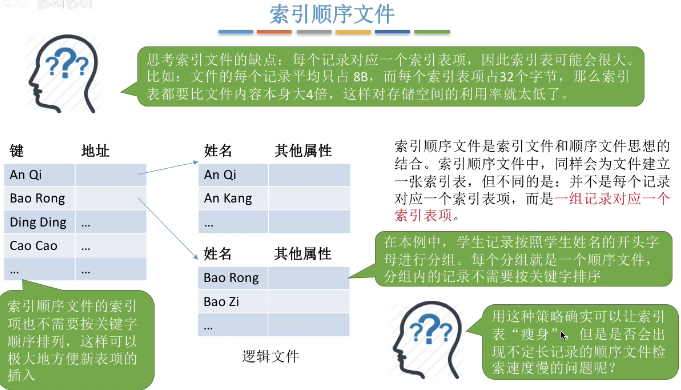 索引顺序文件
思考索引文件的缺点：每个记录对应一个索引表项，因此索引表可能会很大。
比如：文件的每个记录平均只占 8B，而每个索引表项占32个字节，那么索引
表都要比文件内容本身大4倍，这样对存储空间的利用率就太低了。
键 地址
An Qi
Bao Rong
Ding Ding …
Cao Cao …
… …
姓名 其他属性
An Qi
An Kang
…
姓名 其他属性
Bao Rong
Bao Zi
…
逻辑文件
索引顺序文件是索引文件和顺序文件思想的
结合。索引顺序文件中，同样会为文件建立
一张索引表，但不同的是：并不是每个记录
对应一个索引表项，而是一组记录对应一个
索引表项。
在本例中，学生记录按照学生姓名的开头字
母进行分组。每个分组就是一个顺序文件，
分组内的记录不需要按关键字排序
索引顺序文件的索引
项也不需要按关键字
顺序排列，这样可以
极大地方便新表项的
插入
用这种策略确实可以让索引
表“瘦身”，但是是否会出
现不定长记录的顺序文件检
索速度慢的问题呢？